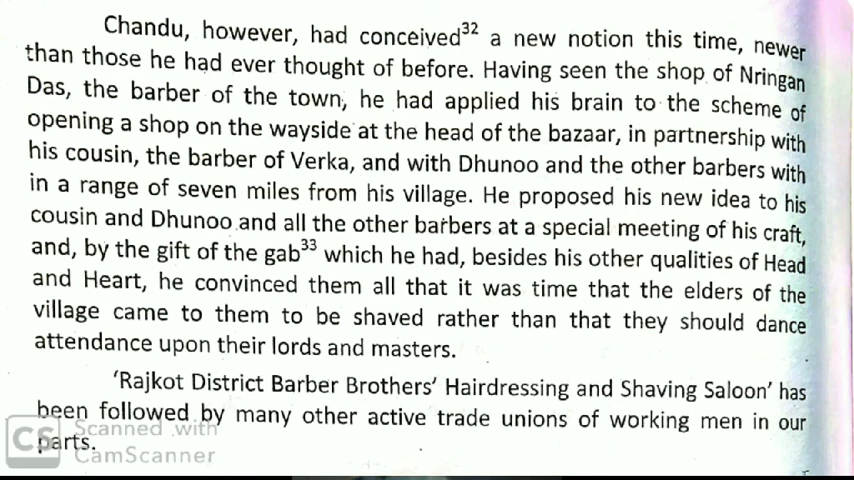 Chandu, however, had conceived³² a new notion this time, newer
than those he had ever thought of before. Having seen the shop of Nringan
Das, the barber of the town, he had applied his brain to the scheme of
opening a shop on the wayside at the head of the bazaar, in partnership with
his cousin, the barber of Verka, and with Dhunoo and the other barbers with
in a range of seven miles from his village. He proposed his new idea to his
cousin and Dhunoo and all the other barbers at a special meeting of his craft,
and, by the gift of the gab³³ which he had, besides his other qualities of Head
and Heart, he convinced them all that it was time that the elders of the
village came to them to be shaved rather than that they should dance
attendance upon their lords and masters.
'Rajkot District Barber Brothers' Hairdressing and Shaving Saloon' has
been followed by many other active trade unions of working men in our
parts.
CS Scanned with
CamScanner